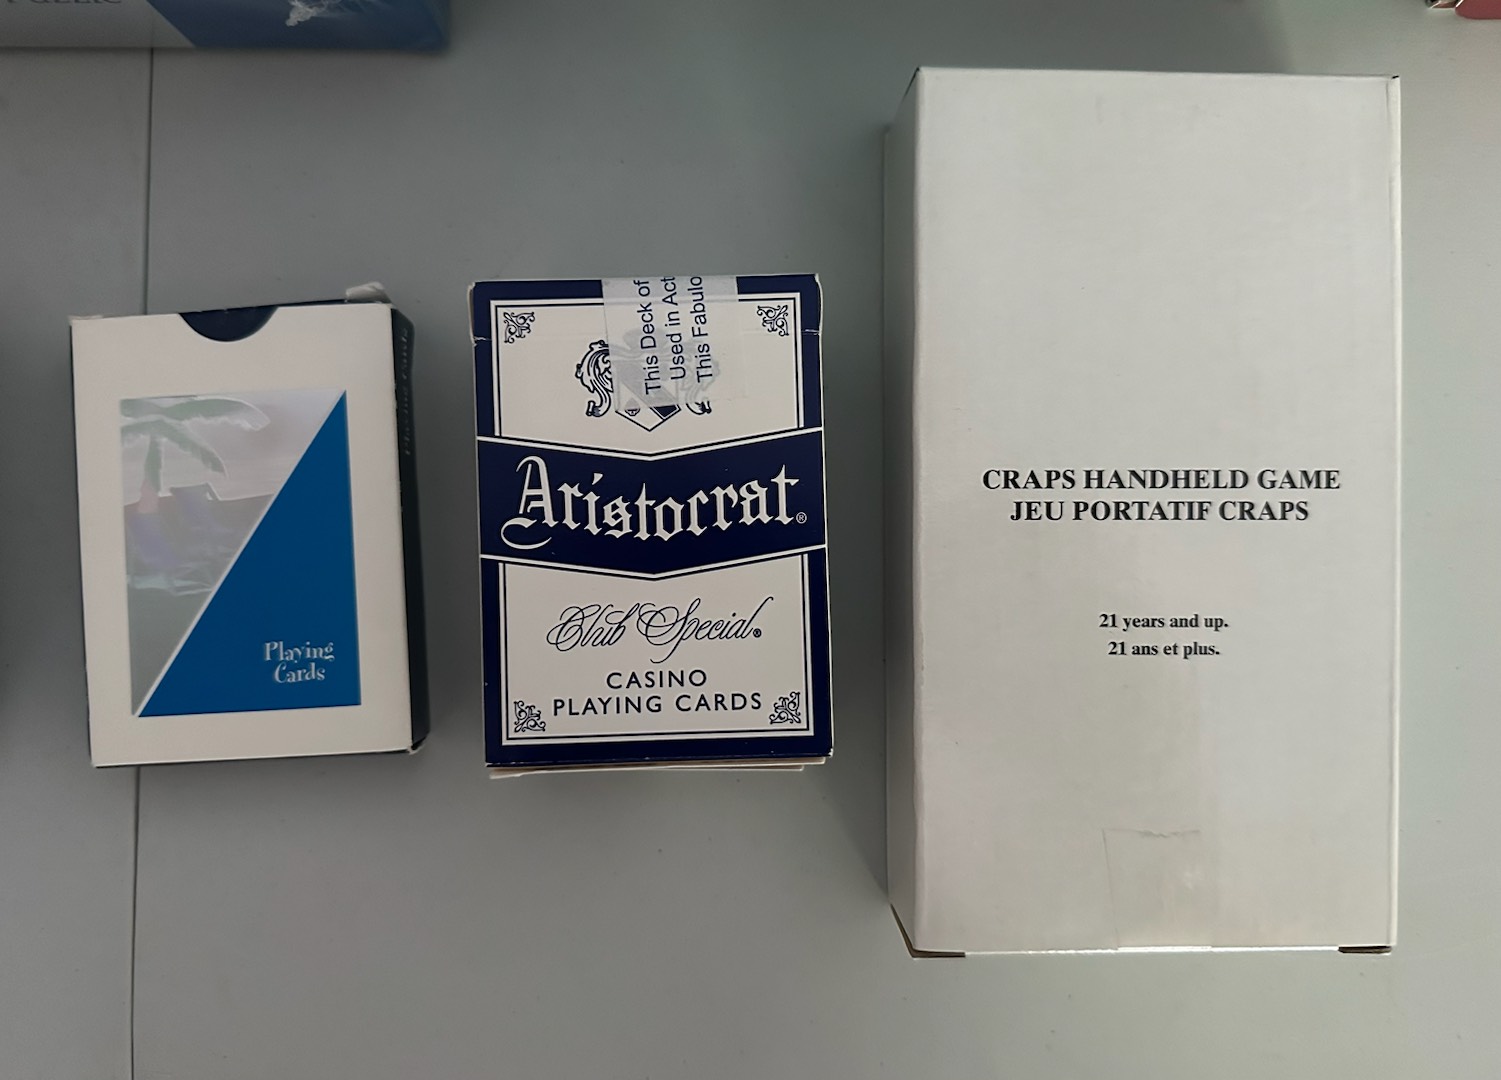 Playing
Cards
This Deck of
Used in Act
This Fabulo
Aristocrat®
Club Special®
CASINO
PLAYING CARDS
CRAPS HANDHELD GAME
JEU PORTATIF CRAPS
21 years and up.
21 ans et plus.